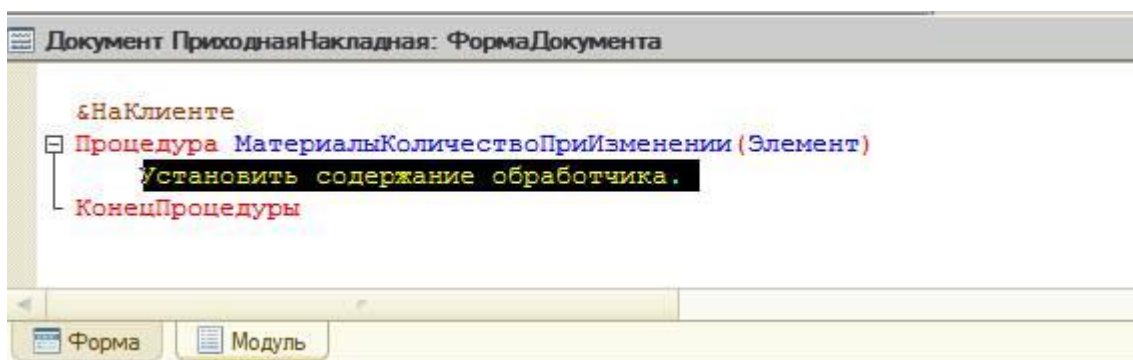 Документ ПриходнаяНакладная: ФормаДокумента
&НаКлиенте
Процедура МатериалыКоличествоПриИзменении(Элемент)
Установить содержание обработчика.
КонецПроцедуры
Форма Модуль